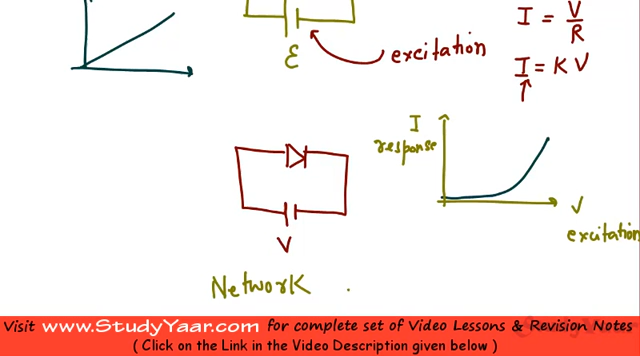 I = V/R
ε
excitation
I = K V
I
response
V
excitation
V
Network
Visit www.StudyYaar.com for complete set of Video Lessons & Revision Notes
( Click on the Link in the Video Description given below )